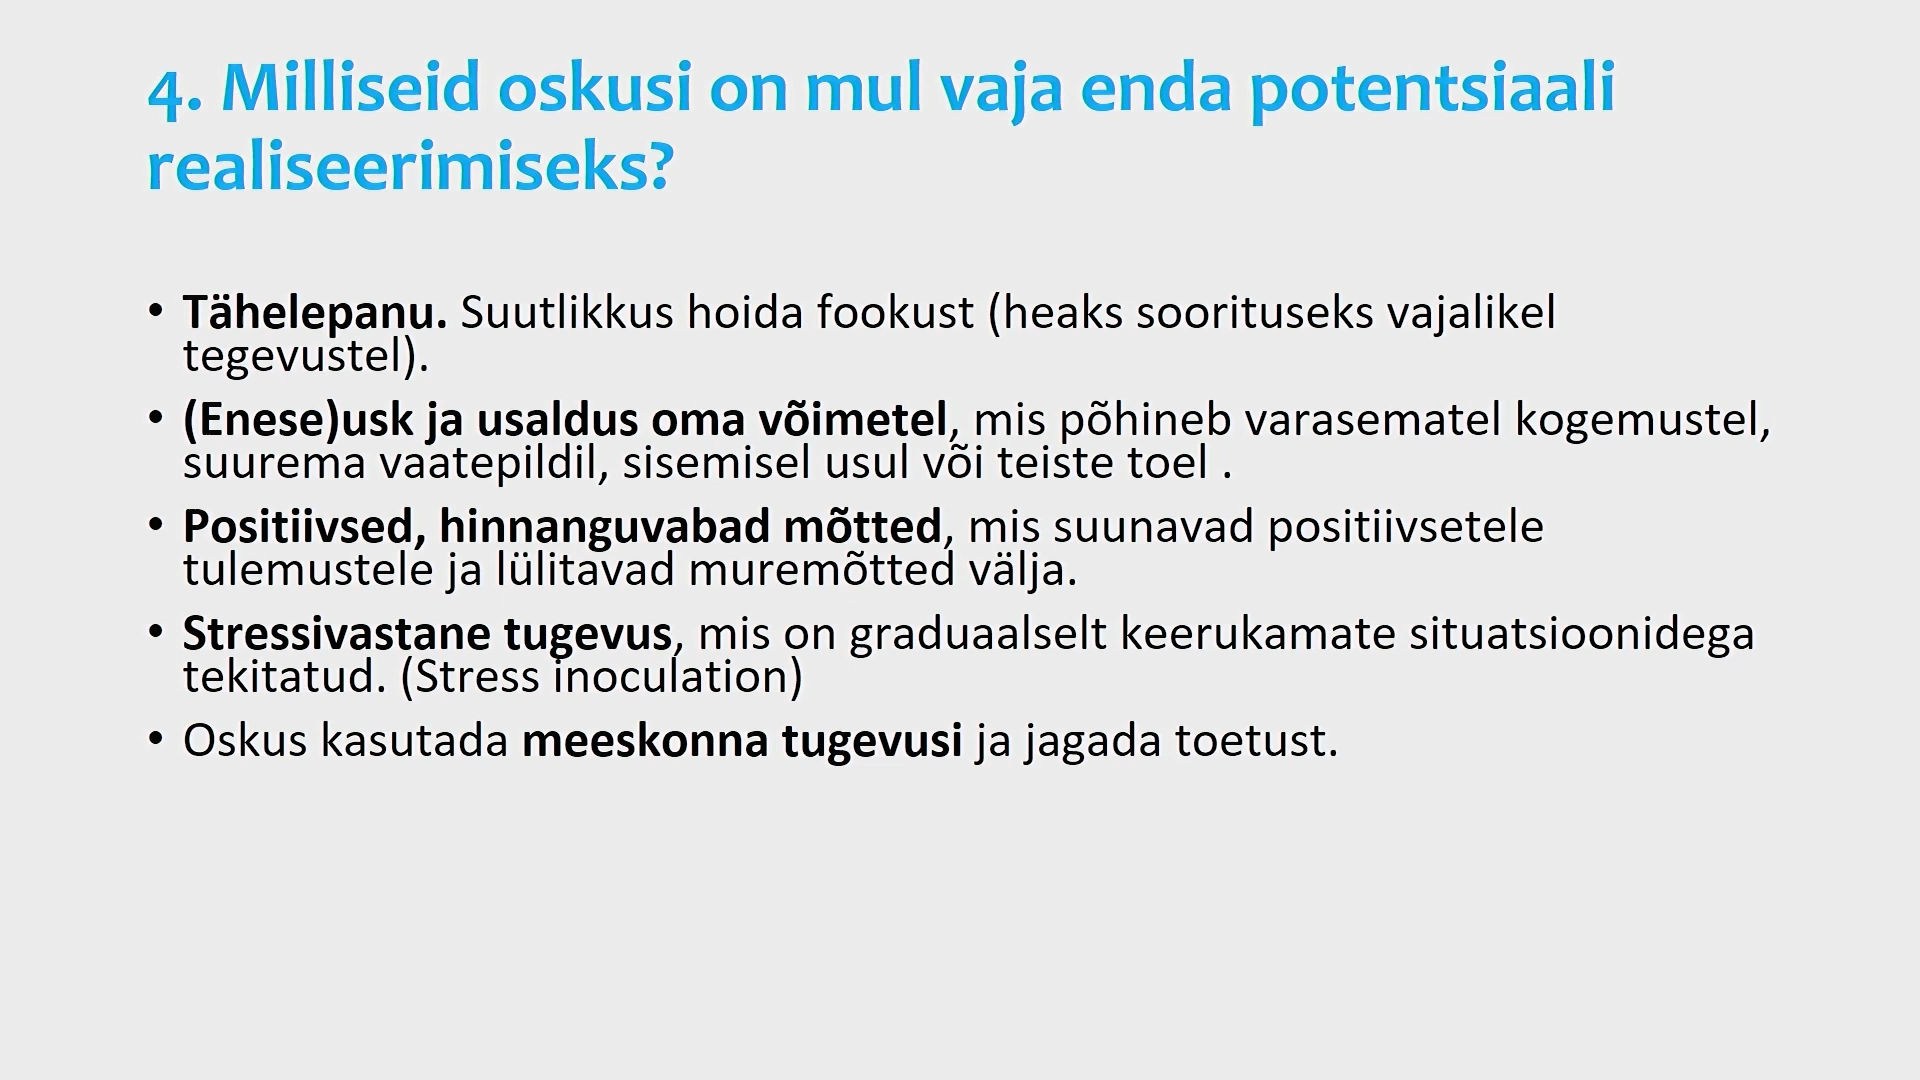 4. Milliseid oskusi on mul vaja enda potentsiaali
realiseerimiseks?
• Tähelepanu. Suutlikkus hoida fookust (heaks soorituseks vajalikel
tegevustel).
• (Enese)usk ja usaldus oma võimetel, mis põhineb varasematel kogemustel,
suurema vaatepildil, sisemisel usul või teiste toel .
• Positiivsed, hinnanguvabad mõtted, mis suunavad positiivsetele
tulemustele ja lülitavad muremõtted välja.
• Stressivastane tugevus, mis on graduaalselt keerukamate situatsioonidega
tekitatud. (Stress inoculation)
• Oskus kasutada meeskonna tugevusi ja jagada toetust.